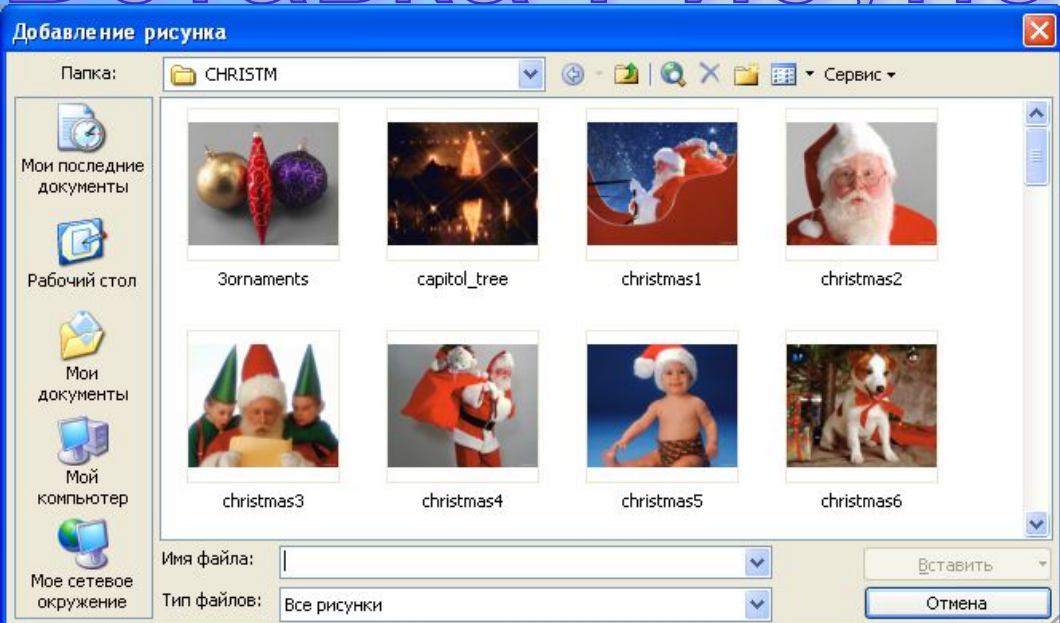 Добавление рисунка
Папка:
CHRISTM
Сервис
Мои последние
документы
Рабочий стол
Мои
документы
Мой
компьютер
Мое сетевое
окружение
3ornaments
capitol_tree
christmas1
christmas2
christmas3
christmas4
christmas5
christmas6
Имя файла:
Вставить
Тип файлов:
Все рисунки
Отмена